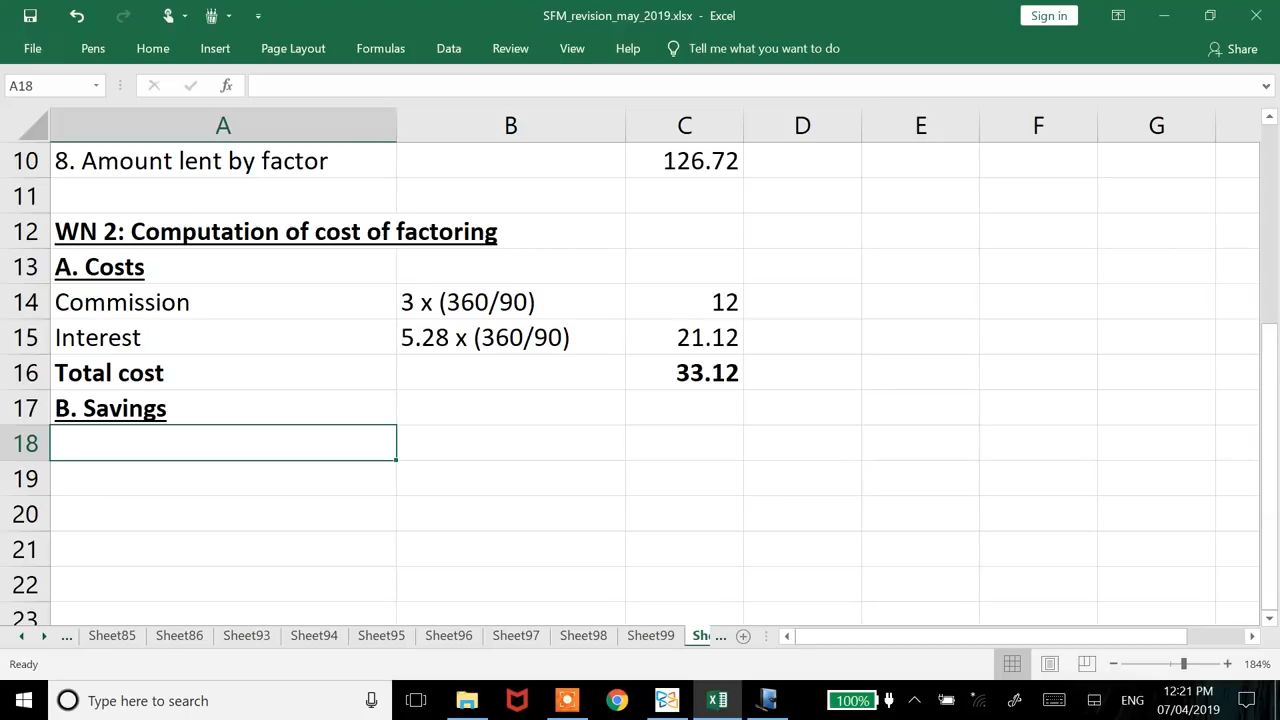 SFM_revision_may_2019.xlsx - Excel
Sign in
File Pens Home Insert Page Layout Formulas Data Review View Help Tell me what you want to do Share
A18 fx
A B C D E F G
10 8. Amount lent by factor 126.72
11
12 WN 2: Computation of cost of factoring
13 A. Costs
14 Commission 3 x (360/90) 12
15 Interest 5.28 x (360/90) 21.12
16 Total cost 33.12
17 B. Savings
18
19
20
21
22
23
... Sheet85 Sheet86 Sheet93 Sheet94 Sheet95 Sheet96 Sheet97 Sheet98 Sheet99 She ...
Ready 184%
Type here to search 100% ENG 12:21 PM
07/04/2019